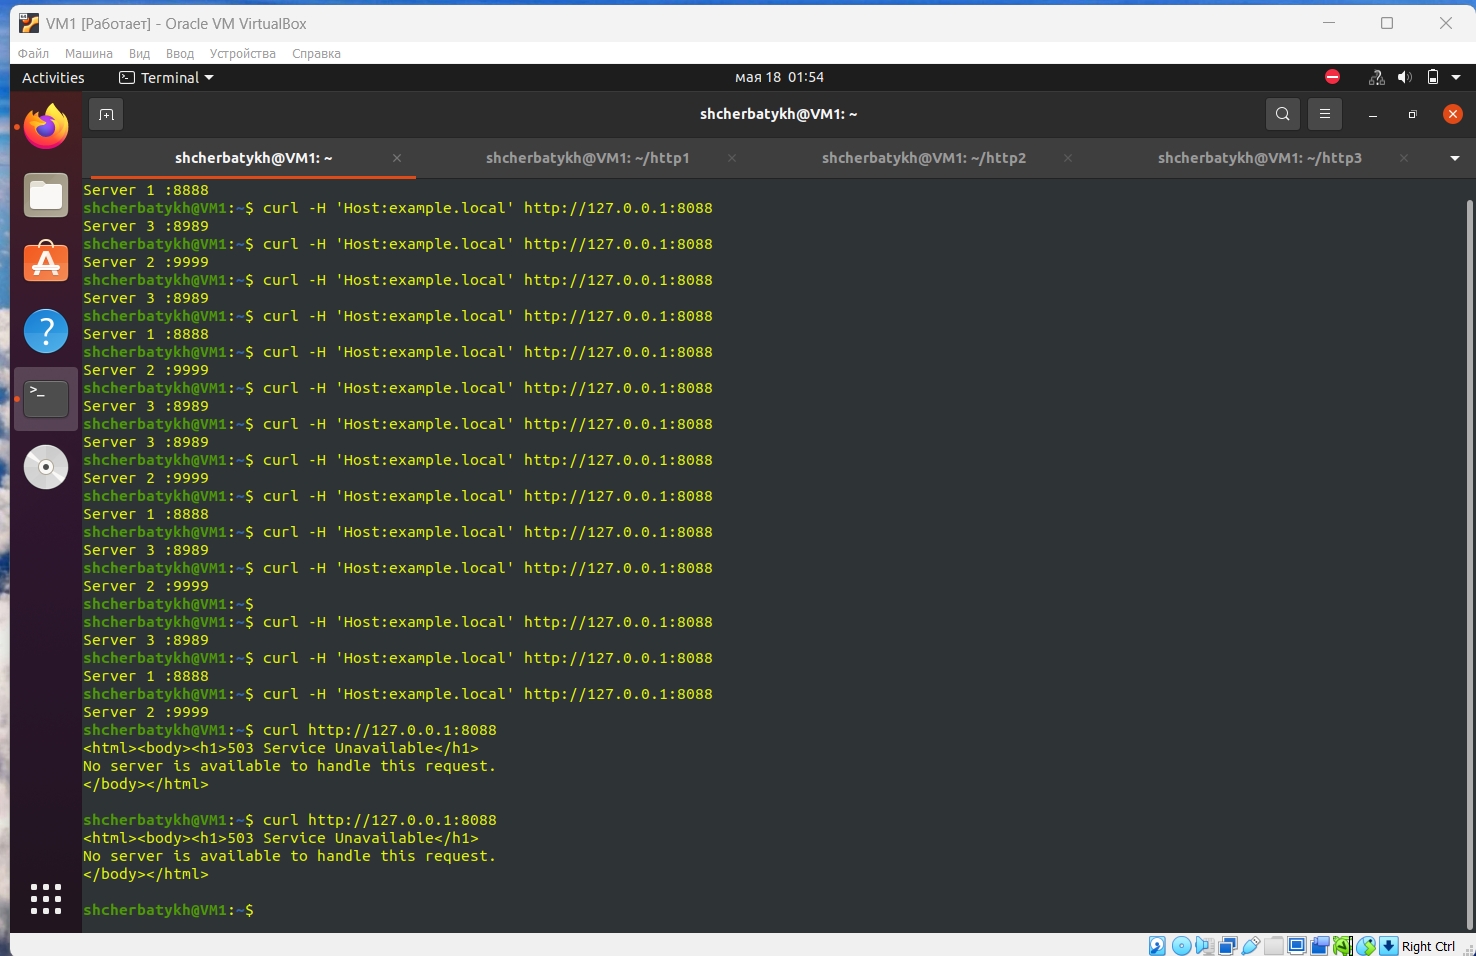 VM1 [Работает] - Oracle VM VirtualBox
Файл Машина Вид Ввод Устройства Справка
Activities Terminal мая 18 01:54
shcherbatykh@VM1: ~
shcherbatykh@VM1: ~ shcherbatykh@VM1: ~/http1 shcherbatykh@VM1: ~/http2 shcherbatykh@VM1: ~/http3
Server 1 :8888
shcherbatykh@VM1:~$ curl -H 'Host:example.local' http://127.0.0.1:8088
Server 3 :8989
shcherbatykh@VM1:~$ curl -H 'Host:example.local' http://127.0.0.1:8088
Server 2 :9999
shcherbatykh@VM1:~$ curl -H 'Host:example.local' http://127.0.0.1:8088
Server 3 :8989
shcherbatykh@VM1:~$ curl -H 'Host:example.local' http://127.0.0.1:8088
Server 1 :8888
shcherbatykh@VM1:~$ curl -H 'Host:example.local' http://127.0.0.1:8088
Server 2 :9999
shcherbatykh@VM1:~$ curl -H 'Host:example.local' http://127.0.0.1:8088
Server 3 :8989
shcherbatykh@VM1:~$ curl -H 'Host:example.local' http://127.0.0.1:8088
Server 3 :8989
shcherbatykh@VM1:~$ curl -H 'Host:example.local' http://127.0.0.1:8088
Server 2 :9999
shcherbatykh@VM1:~$ curl -H 'Host:example.local' http://127.0.0.1:8088
Server 1 :8888
shcherbatykh@VM1:~$ curl -H 'Host:example.local' http://127.0.0.1:8088
Server 3 :8989
shcherbatykh@VM1:~$ curl -H 'Host:example.local' http://127.0.0.1:8088
Server 2 :9999
shcherbatykh@VM1:~$
shcherbatykh@VM1:~$ curl -H 'Host:example.local' http://127.0.0.1:8088
Server 3 :8989
shcherbatykh@VM1:~$ curl -H 'Host:example.local' http://127.0.0.1:8088
Server 1 :8888
shcherbatykh@VM1:~$ curl -H 'Host:example.local' http://127.0.0.1:8088
Server 2 :9999
shcherbatykh@VM1:~$ curl http://127.0.0.1:8088
<html><body><h1>503 Service Unavailable</h1>
No server is available to handle this request.
</body></html>
shcherbatykh@VM1:~$ curl http://127.0.0.1:8088
<html><body><h1>503 Service Unavailable</h1>
No server is available to handle this request.
</body></html>
shcherbatykh@VM1:~$
Right Ctrl